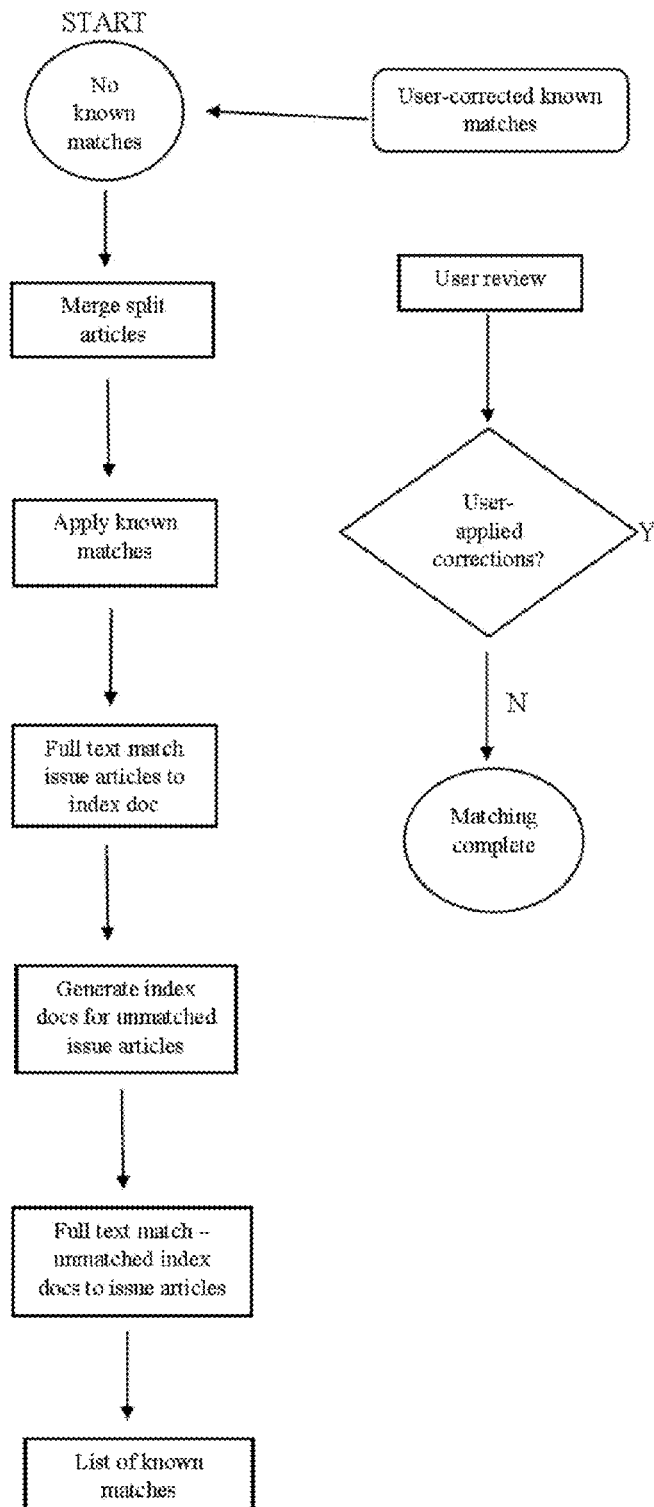 START
No
known
matches
User-corrected known
matches
Merge split
articles
User review
Apply known
matches
User-
applied
corrections?
Y
N
Full text match
issue articles to
index doc
Matching
complete
Generate index
docs for unmatched
issue articles
Full text match –
unmatched index
docs to issue articles
List of known
matches